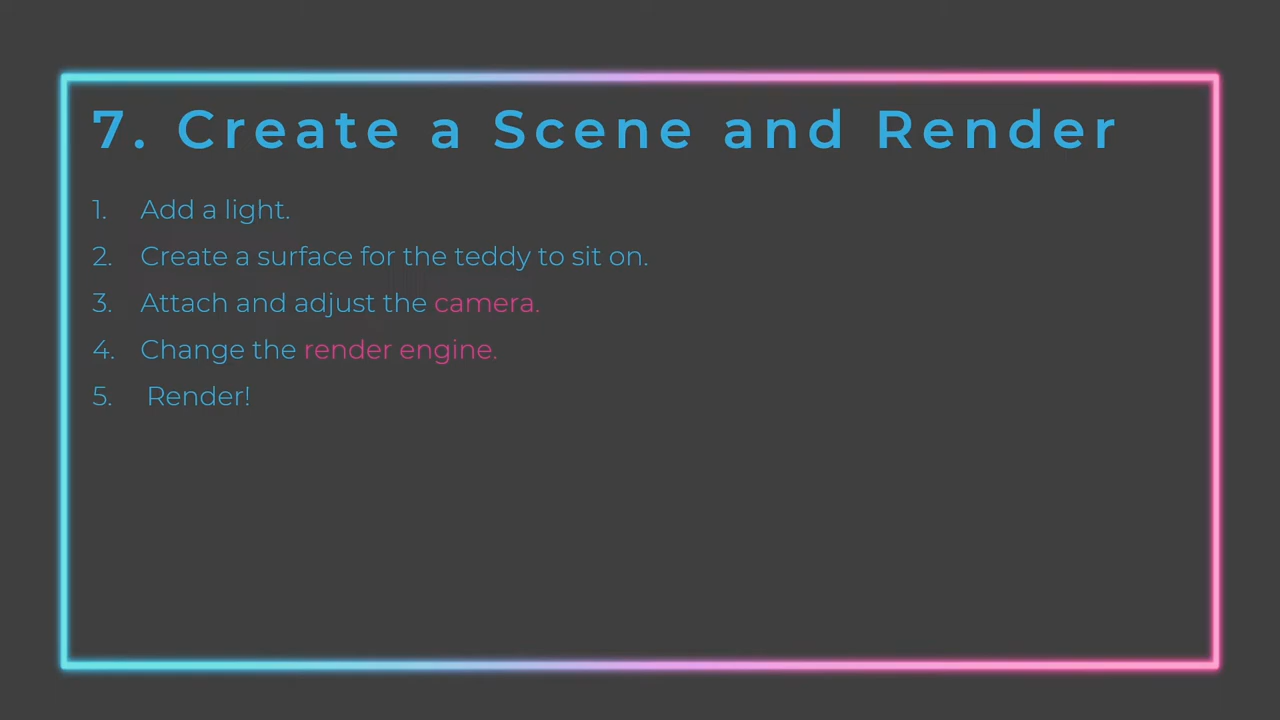 7. Create a Scene and Render
1. Add a light.
2. Create a surface for the teddy to sit on.
3. Attach and adjust the camera.
4. Change the render engine.
5. Render!